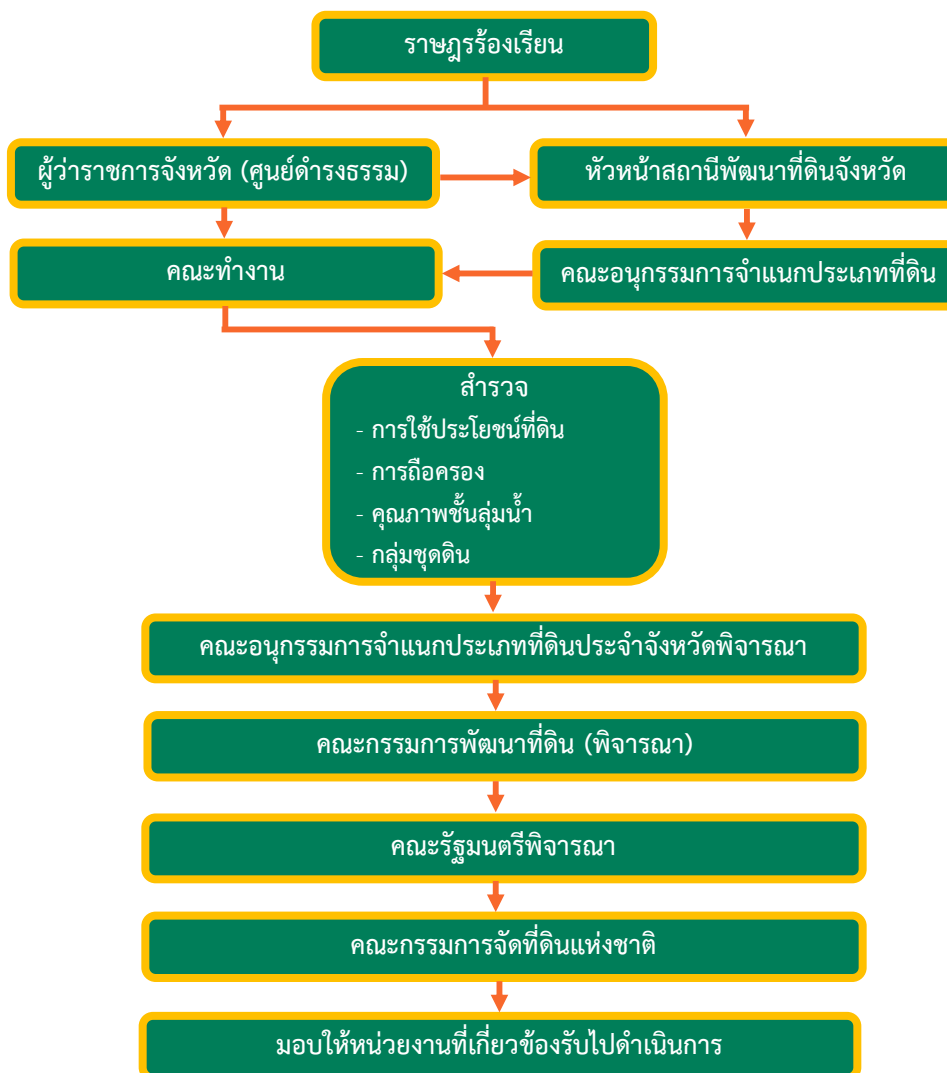 ราษฎรร้องเรียน
ผู้ว่าราชการจังหวัด (ศูนย์ดำรงธรรม)
หัวหน้าสถานีพัฒนาที่ดินจังหวัด
คณะทำงาน
คณะอนุกรรมการจำแนกประเภทที่ดิน
สำรวจ
- การใช้ประโยชน์ที่ดิน
- การถือครอง
- คุณภาพชั้นลุ่มน้ำ
- กลุ่มชุดดิน
คณะอนุกรรมการจำแนกประเภทที่ดินประจำจังหวัดพิจารณา
คณะกรรมการพัฒนาที่ดิน (พิจารณา)
คณะรัฐมนตรีพิจารณา
คณะกรรมการจัดที่ดินแห่งชาติ
มอบให้หน่วยงานที่เกี่ยวข้องรับไปดำเนินการ